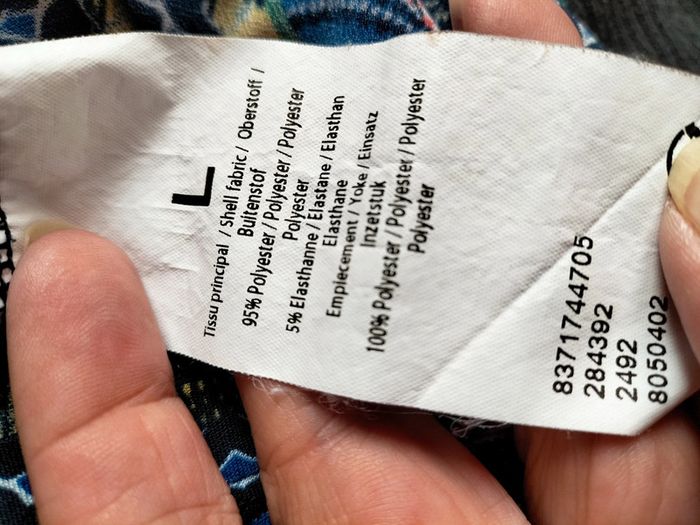 L
Tissu principal / Shell fabric / Oberstoff /
Buitenstof
95% Polyester / Polyester / Polyester
Polyester
5% Elasthanne / Elastane / Elasthan
Elasthane
Empiecement / Yoke / Einsatz
Inzetstuk
100% Polyester / Polyester / Polyester
Polyester
8371744705
284392
2492
8050402